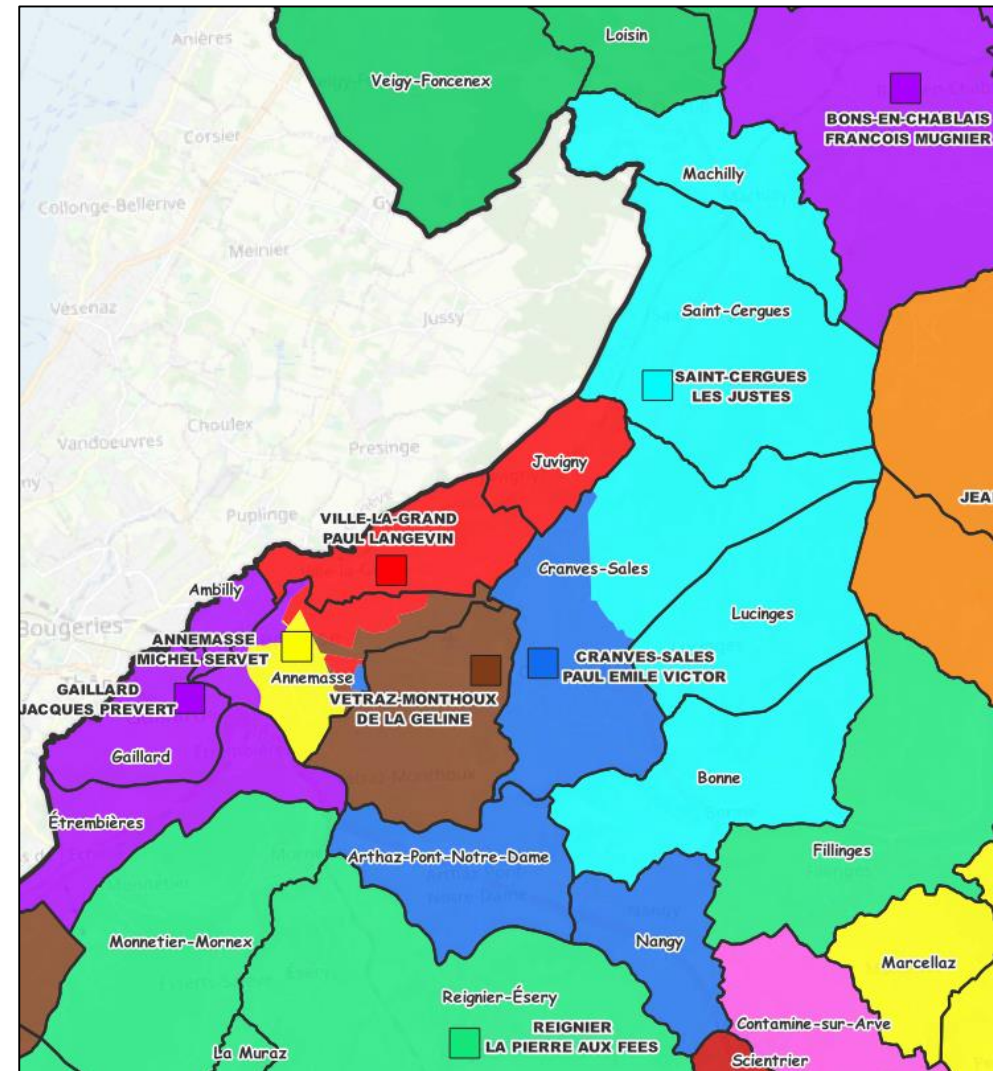 Anières
Loisin
Veigy-Foncenex
BONS-EN-CHABLAIS
FRANCOIS MUGNIER
Corsier
Machilly
Collonge-Bellerive
Gy
Meinier
Vésenaz
Jussy
Saint-Cergues
SAINT-CERGUES
LES JUSTES
Choulex
Vandoeuvres
Presinge
Juvigny
JEA
Puplinge
VILLE-LA-GRAND
PAUL LANGEVIN
Cranves-Sales
Ambilly
Lucinges
Bougeries
ANNEMASSE
MICHEL SERVET
CRANVES-SALES
PAUL EMILE VICTOR
Annemasse
GAILLARD
JACQUES PREVERT
VETRAZ-MONTHOUX
DE LA GELINE
Gaillard
Bonne
Étrembières
Arthaz-Pont-Notre-Dame
Fillinges
Monnetier-Mornex
Nangy
Marcellaz
Reignier-Ésery
Contamine-sur-Arve
REIGNIER
LA PIERRE AUX FEES
La Muraz
Scientrier